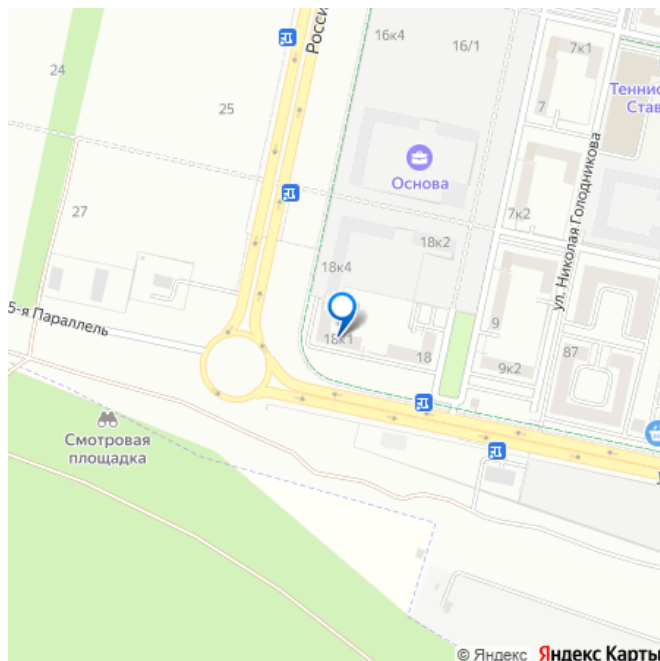 Росси
16к4
16/1
7к1
24
Теннис
Став
25
7
Основа
ул. Николая Голодникова
27
7к2
18к2
18к4
5-я Параллель
9
18к1
18
87
9к2
Смотровая
площадка
© Яндекс Яндекс Карты